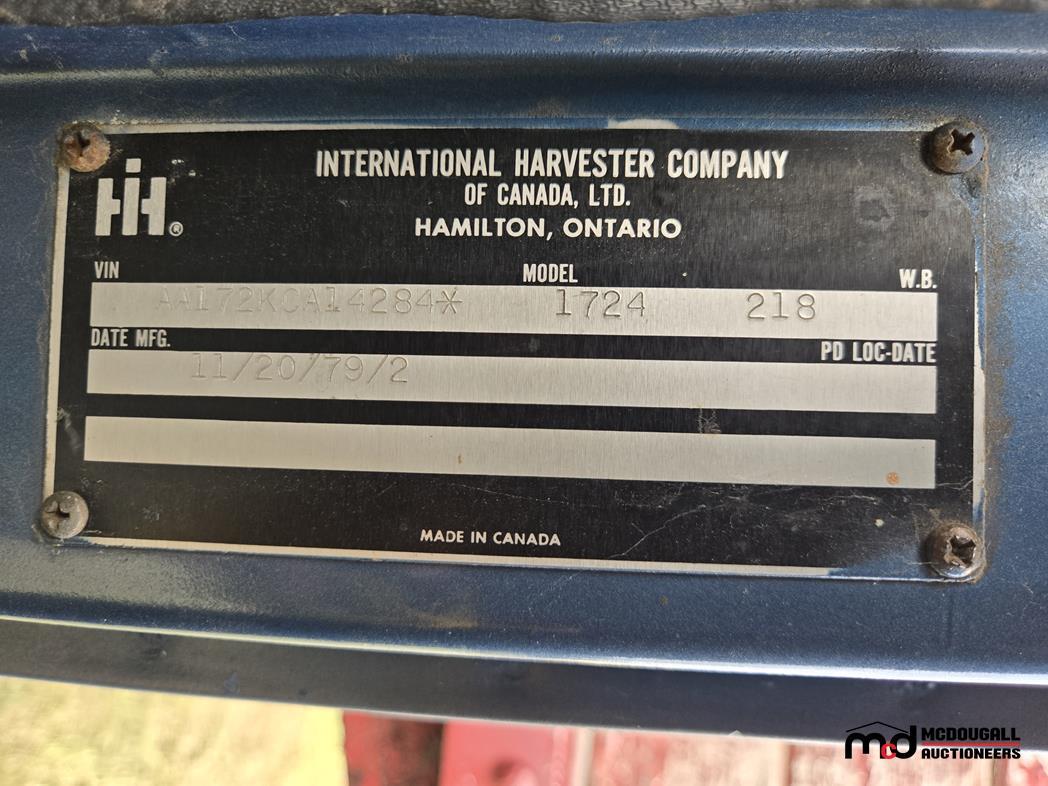 IH®
INTERNATIONAL HARVESTER COMPANY
OF CANADA, LTD.
HAMILTON, ONTARIO
VIN MODEL W.B.
AA172KCA14284* 1724 218
DATE MFG. PD LOC-DATE
11/20/79/2
MADE IN CANADA
mcd MCDOUGALL
AUCTIONEERS